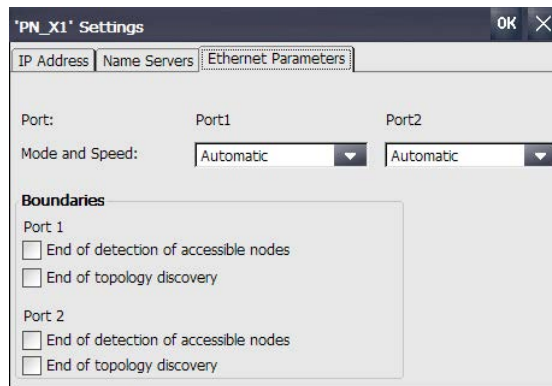 'PN_X1' Settings OK
IP Address Name Servers Ethernet Parameters
Port: Port1 Port2
Mode and Speed: Automatic Automatic
Boundaries
Port 1
End of detection of accessible nodes
End of topology discovery
Port 2
End of detection of accessible nodes
End of topology discovery